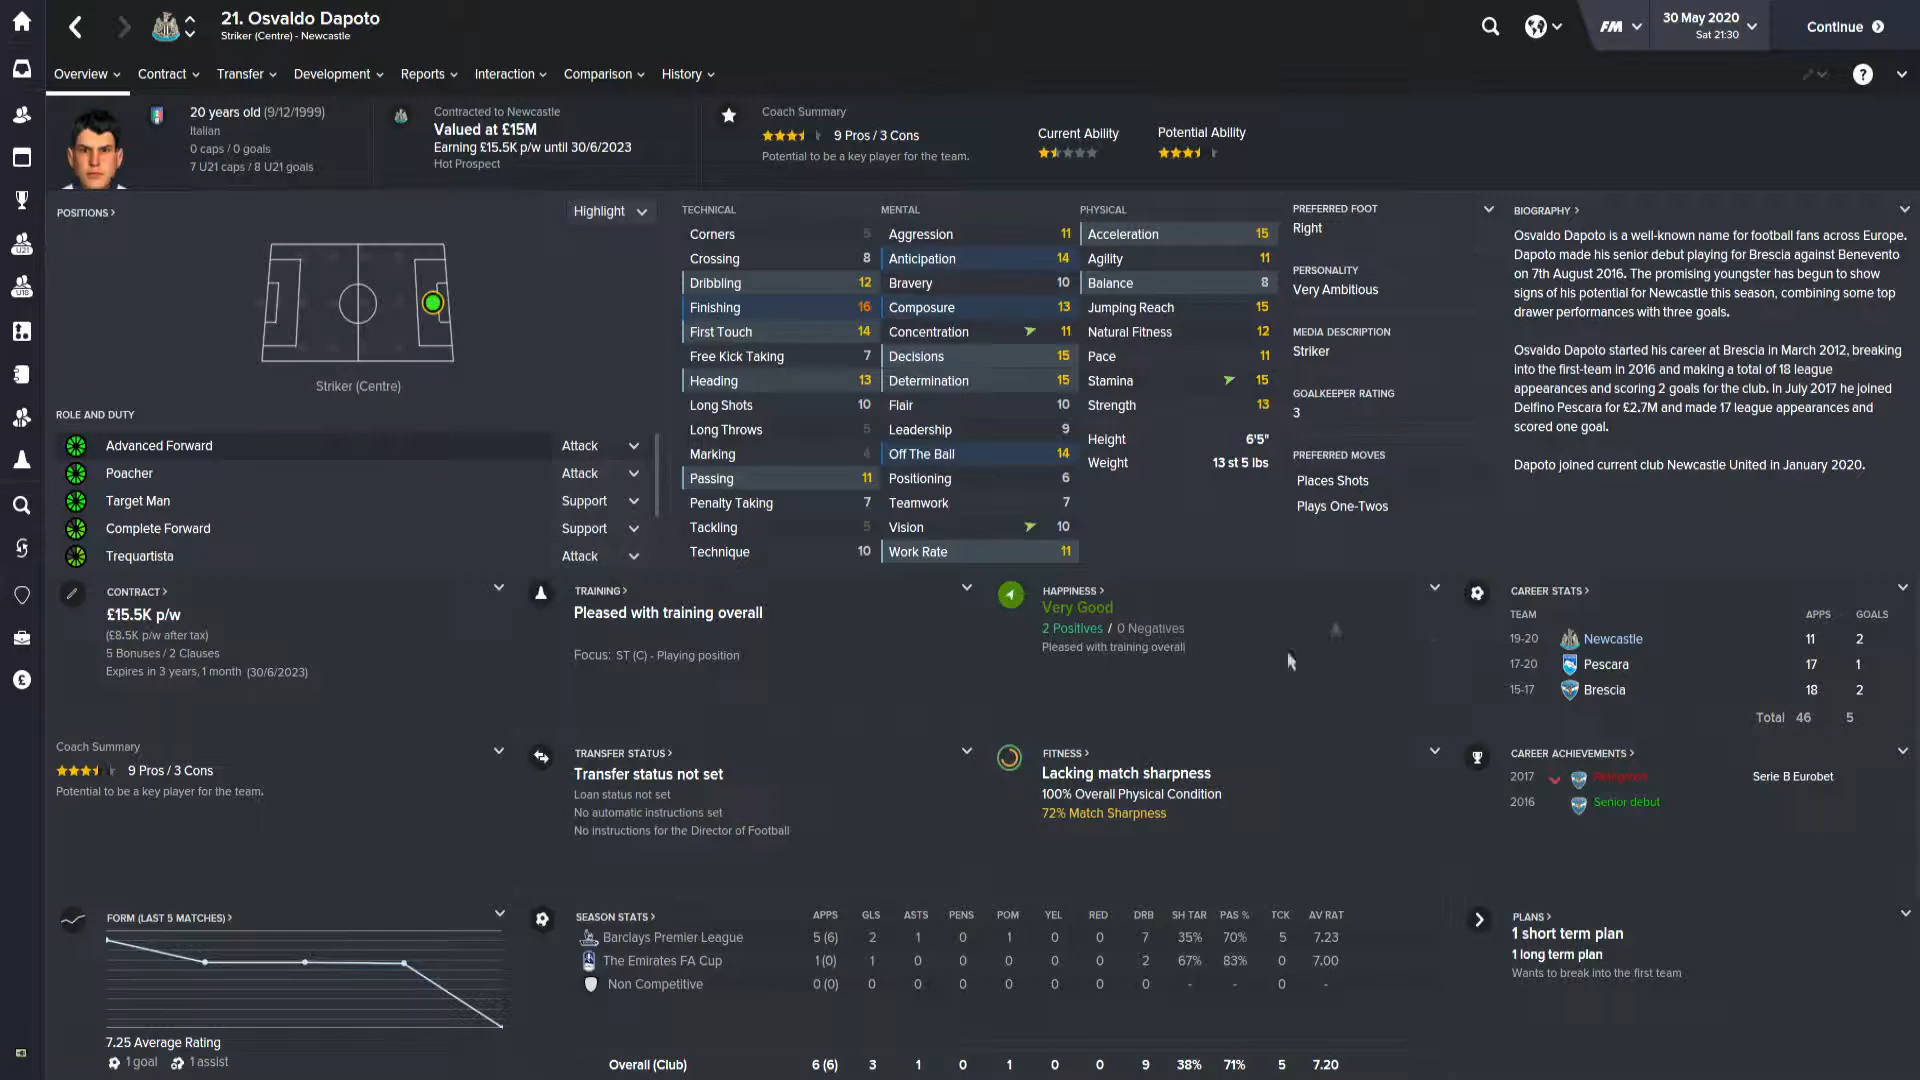 21. Osvaldo Dapoto
Striker (Centre) - Newcastle
FM
30 May 2020
Sat 21:30
Continue
Overview Contract Transfer Development Reports Interaction Comparison History
?
20 years old (9/12/1999)
Italian
0 caps / 0 goals
7 U21 caps / 8 U21 goals
Contracted to Newcastle
Valued at £15M
Earning £15.5K p/w until 30/6/2023
Hot Prospect
Coach Summary
9 Pros / 3 Cons
Potential to be a key player for the team.
Current Ability
Potential Ability
POSITIONS >
Highlight
Striker (Centre)
ROLE AND DUTY
Advanced Forward Attack
Poacher Attack
Target Man Support
Complete Forward Support
Trequartista Attack
TECHNICAL
Corners 5
Crossing 8
Dribbling 12
Finishing 16
First Touch 14
Free Kick Taking 7
Heading 13
Long Shots 10
Long Throws 5
Marking 4
Passing 11
Penalty Taking 7
Tackling 5
Technique 10
MENTAL
Aggression 11
Anticipation 14
Bravery 10
Composure 13
Concentration 11
Decisions 15
Determination 15
Flair 10
Leadership 9
Off The Ball 14
Positioning 6
Teamwork 7
Vision 10
Work Rate 11
PHYSICAL
Acceleration 15
Agility 11
Balance 8
Jumping Reach 15
Natural Fitness 12
Pace 11
Stamina 15
Strength 13
Height 6'5"
Weight 13 st 5 lbs
PREFERRED FOOT
Right
PERSONALITY
Very Ambitious
MEDIA DESCRIPTION
Striker
GOALKEEPER RATING
3
PREFERRED MOVES
Places Shots
Plays One-Twos
BIOGRAPHY >
Osvaldo Dapoto is a well-known name for football fans across Europe.
Dapoto made his senior debut playing for Brescia against Benevento
on 7th August 2016. The promising youngster has begun to show
signs of his potential for Newcastle this season, combining some top
drawer performances with three goals.
Osvaldo Dapoto started his career at Brescia in March 2012, breaking
into the first-team in 2016 and making a total of 18 league
appearances and scoring 2 goals for the club. In July 2017 he joined
Delfino Pescara for £2.7M and made 17 league appearances and
scored one goal.
Dapoto joined current club Newcastle United in January 2020.
CONTRACT >
£15.5K p/w
(£8.5K p/w after tax)
5 Bonuses / 2 Clauses
Expires in 3 years, 1 month (30/6/2023)
TRAINING >
Pleased with training overall
Focus: ST (C) - Playing position
HAPPINESS >
Very Good
2 Positives / 0 Negatives
Pleased with training overall
CAREER STATS >
TEAM APPS GOALS
19-20 Newcastle 11 2
17-20 Pescara 17 1
15-17 Brescia 18 2
Total 46 5
Coach Summary
9 Pros / 3 Cons
Potential to be a key player for the team.
TRANSFER STATUS >
Transfer status not set
Loan status not set
No automatic instructions set
No instructions for the Director of Football
FITNESS >
Lacking match sharpness
100% Overall Physical Condition
72% Match Sharpness
CAREER ACHIEVEMENTS >
2017 Relegated Serie B Eurobet
2016 Senior debut
FORM (LAST 5 MATCHES) >
7.25 Average Rating
1 goal 1 assist
SEASON STATS > APPS GLS ASTS PENS POM YEL RED DRB SH TAR PAS % TCK AV RAT
Barclays Premier League 5 (6) 2 1 0 1 0 0 7 35% 70% 5 7.23
The Emirates FA Cup 1 (0) 1 0 0 0 0 0 2 67% 83% 0 7.00
Non Competitive 0 (0) 0 0 0 0 0 0 0 - - 0 -
Overall (Club) 6 (6) 3 1 0 1 0 0 9 38% 71% 5 7.20
PLANS >
1 short term plan
1 long term plan
Wants to break into the first team
U21
U18
£